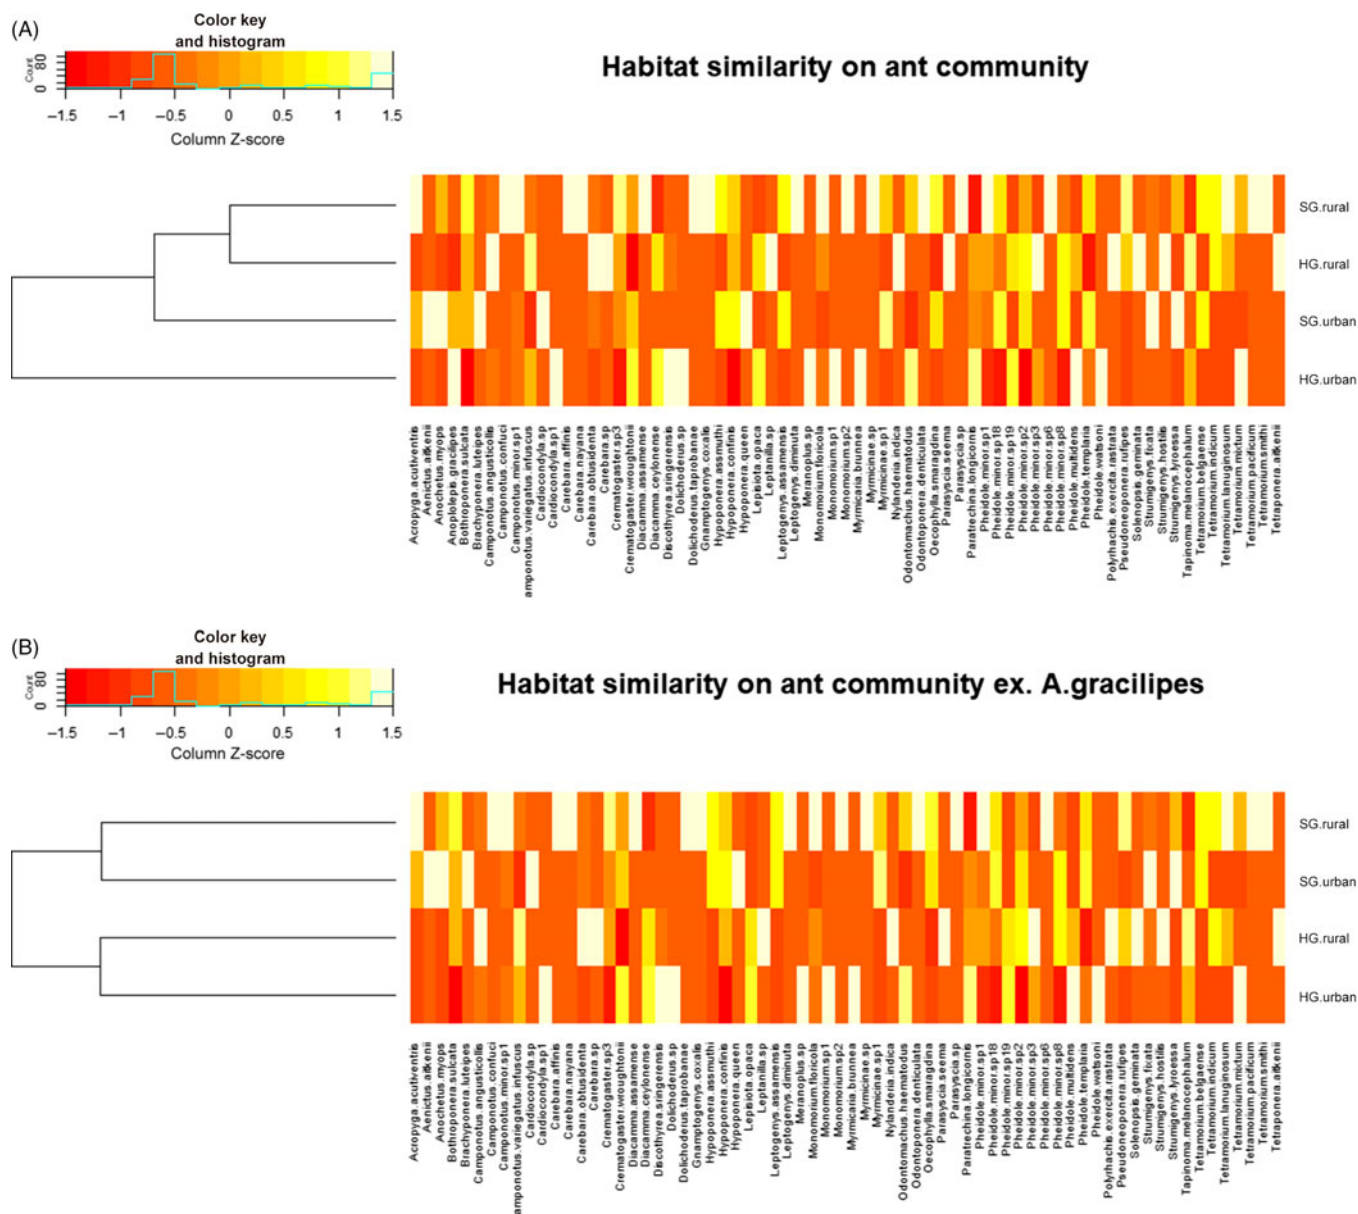 (A)
Color key
and histogram
Habitat similarity on ant community
Count
0 80
–1.5 –1 –0.5 0 0.5 1 1.5
Column Z-score
SG.rural
HG.rural
SG.urban
HG.urban
Acropyga.acutiventris
Aenictus.aitkenii
Anochetus.myops
Anoplolepis.gracilipes
Bothroponera.sulcata
Brachyponera.luteipes
Camponotus.angusticollis
Camponotus.confuci
Camponotus.minor.sp1
amponotus.variegatus.infuscus
Cardiocondyla.sp
Cardiocondyla.sp1
Carebara.affinis
Carebara.nayana
Carebara.obtusidenta
Carebara.sp
Crematogaster.sp3
Crematogaster.wroughtonii
Diacamma.assamense
Diacamma.ceylonense
Discothyrea.sringerensis
Dolichoderus.sp
Dolichoderus.taprobanae
Gnamptogenys.coxalis
Hypoponera.assmuthi
Hypoponera.confinis
Hypoponera.queen
Lepisiota.opaca
Leptanilla.sp
Leptogenys.assamensis
Leptogenys.diminuta
Meranoplus.sp
Monomorium.floricola
Monomorium.sp1
Monomorium.sp2
Myrmicaria.brunnea
Myrmicinae.sp
Myrmicinae.sp1
Nylanderia.indica
Odontomachus.haematodus
Odontoponera.denticulata
Oecophylla.smaragdina
Parasyscia.seema
Parasyscia.sp
Paratrechina.longicornis
Pheidole.minor.sp1
Pheidole.minor.sp18
Pheidole.minor.sp19
Pheidole.minor.sp2
Pheidole.minor.sp3
Pheidole.minor.sp6
Pheidole.minor.sp8
Pheidole.multidens
Pheidole.templaria
Pheidole.watsoni
Polyrhachis.exercita.rastrata
Pseudoneoponera.rufipes
Solenopsis.geminata
Strumigenys.fixata
Strumigenys.hostilis
Strumigenys.lyroessa
Tapinoma.melanocephalum
Tetramorium.belgaense
Tetramorium.indicum
Tetramorium.lanuginosum
Tetramorium.mixtum
Tetramorium.pacificum
Tetramorium.smithi
Tetraponera.aitkenii
(B)
Color key
and histogram
Habitat similarity on ant community ex. A.gracilipes
Count
0 80
–1.5 –1 –0.5 0 0.5 1 1.5
Column Z-score
SG.rural
SG.urban
HG.rural
HG.urban
Acropyga.acutiventris
Aenictus.aitkenii
Anochetus.myops
Bothroponera.sulcata
Brachyponera.luteipes
Camponotus.angusticollis
Camponotus.confuci
Camponotus.minor.sp1
amponotus.variegatus.infuscus
Cardiocondyla.sp
Cardiocondyla.sp1
Carebara.affinis
Carebara.nayana
Carebara.obtusidenta
Carebara.sp
Crematogaster.sp3
Crematogaster.wroughtonii
Diacamma.assamense
Diacamma.ceylonense
Discothyrea.sringerensis
Dolichoderus.sp
Dolichoderus.taprobanae
Gnamptogenys.coxalis
Hypoponera.assmuthi
Hypoponera.confinis
Hypoponera.queen
Lepisiota.opaca
Leptanilla.sp
Leptogenys.assamensis
Leptogenys.diminuta
Meranoplus.sp
Monomorium.floricola
Monomorium.sp1
Monomorium.sp2
Myrmicaria.brunnea
Myrmicinae.sp
Myrmicinae.sp1
Nylanderia.indica
Odontomachus.haematodus
Odontoponera.denticulata
Oecophylla.smaragdina
Parasyscia.seema
Parasyscia.sp
Paratrechina.longicornis
Pheidole.minor.sp1
Pheidole.minor.sp18
Pheidole.minor.sp19
Pheidole.minor.sp2
Pheidole.minor.sp3
Pheidole.minor.sp6
Pheidole.minor.sp8
Pheidole.multidens
Pheidole.templaria
Pheidole.watsoni
Polyrhachis.exercita.rastrata
Pseudoneoponera.rufipes
Solenopsis.geminata
Strumigenys.fixata
Strumigenys.hostilis
Strumigenys.lyroessa
Tapinoma.melanocephalum
Tetramorium.belgaense
Tetramorium.indicum
Tetramorium.lanuginosum
Tetramorium.mixtum
Tetramorium.pacificum
Tetramorium.smithi
Tetraponera.aitkenii